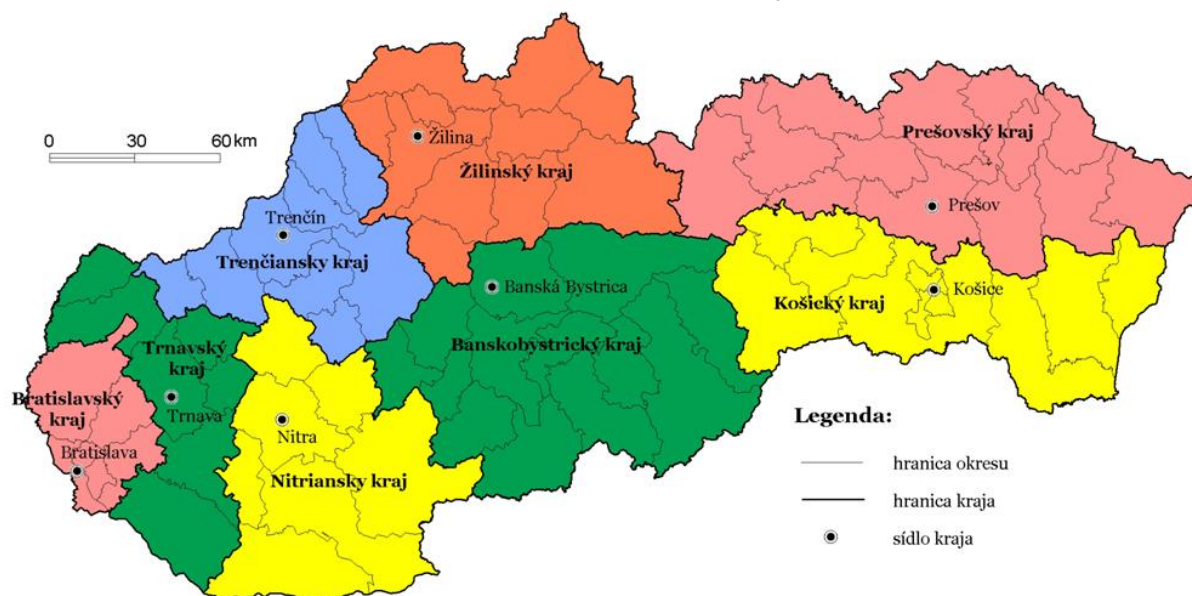 0 30 60 km
Žilina
Žilinský kraj
Prešovský kraj
Prešov
Trenčín
Trenčiansky kraj
Banská Bystrica
Banskobystrický kraj
Košický kraj
Košice
Trnavský
kraj
Trnava
Bratislavský
kraj
Bratislava
Nitra
Nitriansky kraj
Legenda:
hranica okresu
hranica kraja
sídlo kraja